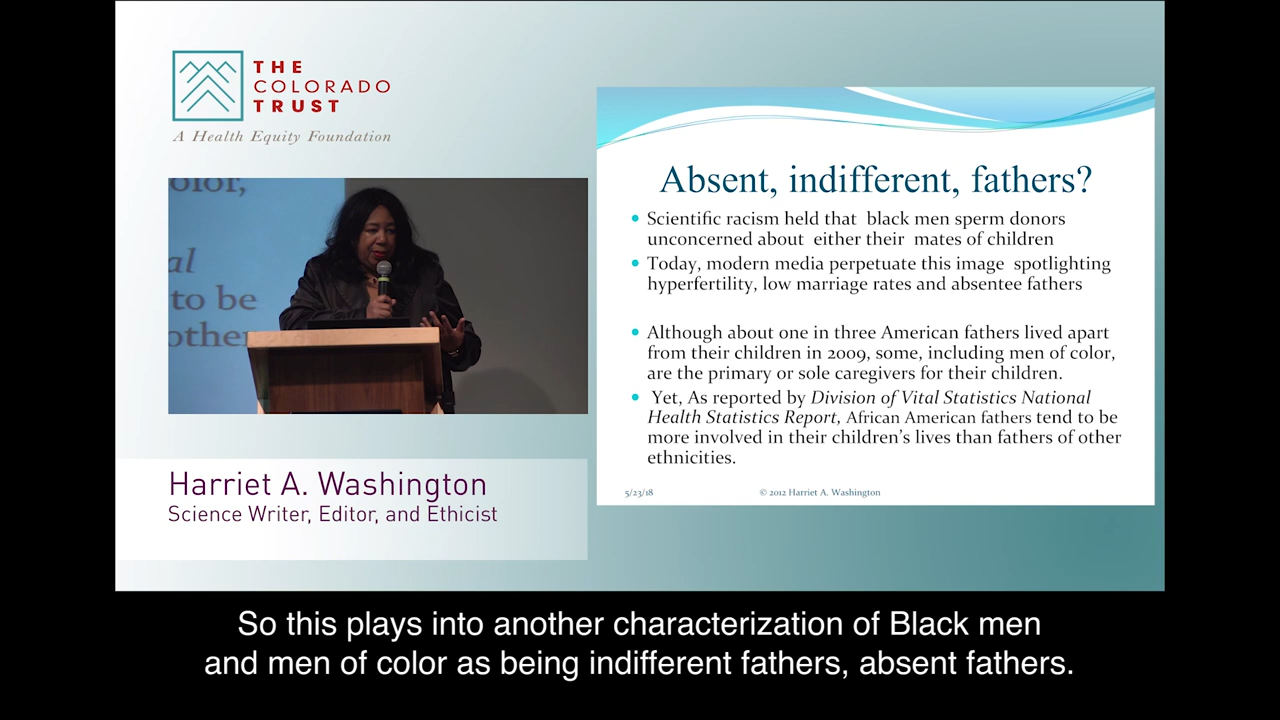 THE
COLORADO
TRUST
A Health Equity Foundation
olor,
al
to be
other
Harriet A. Washington
Science Writer, Editor, and Ethicist
Absent, indifferent, fathers?
• Scientific racism held that black men sperm donors
unconcerned about either their mates of children
• Today, modern media perpetuate this image spotlighting
hyperfertility, low marriage rates and absentee fathers
• Although about one in three American fathers lived apart
from their children in 2009, some, including men of color,
are the primary or sole caregivers for their children.
• Yet, As reported by Division of Vital Statistics National
Health Statistics Report, African American fathers tend to be
more involved in their children's lives than fathers of other
ethnicities.
5/23/18
© 2012 Harriet A. Washington
So this plays into another characterization of Black men
and men of color as being indifferent fathers, absent fathers.